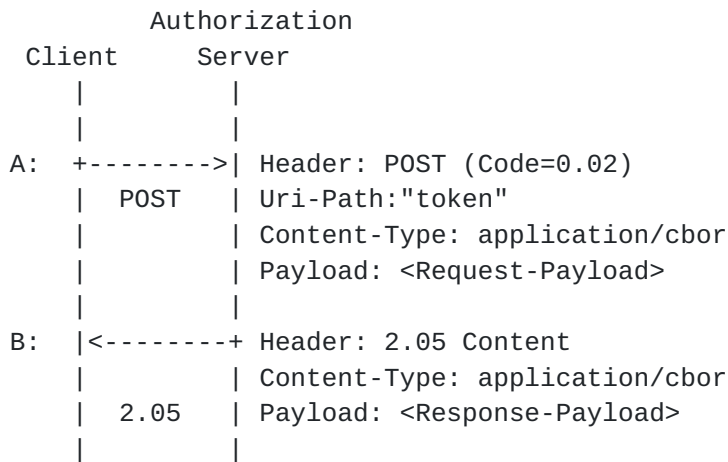 Authorization
 Client     Server
    |         |
    |         |
A:  +-------->| Header: POST (Code=0.02)
    |  POST   | Uri-Path:"token"
    |         | Content-Type: application/cbor
    |         | Payload: <Request-Payload>
    |         |
B:  |<--------+ Header: 2.05 Content
    |         | Content-Type: application/cbor
    |  2.05   | Payload: <Response-Payload>
    |         |